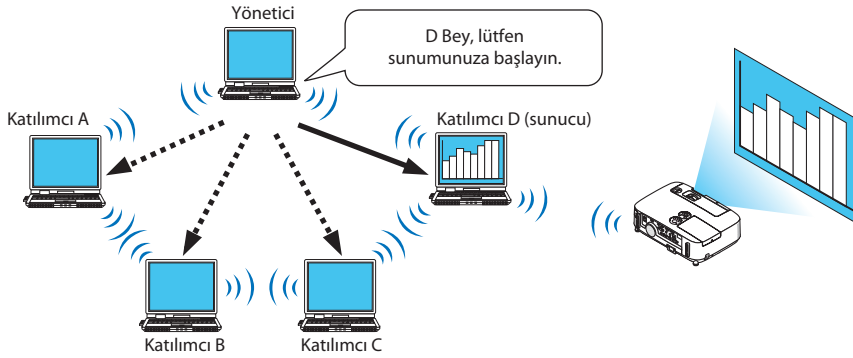 Yönetici
D Bey, lütfen
sunumunuza başlayın.
Katılımcı A
Katılımcı D (sunucu)
Katılımcı B
Katılımcı C